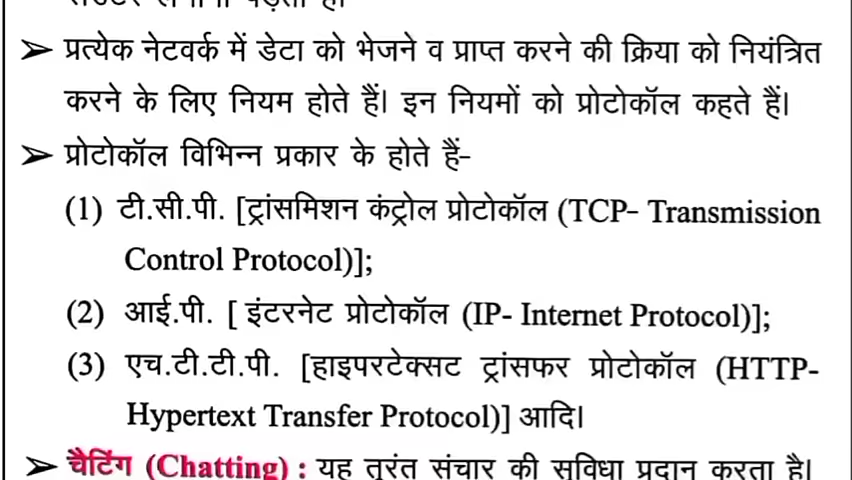 ➢ प्रत्येक नेटवर्क में डेटा को भेजने व प्राप्त करने की क्रिया को नियंत्रित
करने के लिए नियम होते हैं। इन नियमों को प्रोटोकॉल कहते हैं।
➢ प्रोटोकॉल विभिन्न प्रकार के होते हैं-
(1) टी.सी.पी. [ट्रांसमिशन कंट्रोल प्रोटोकॉल (TCP- Transmission
Control Protocol)];
(2) आई.पी. [ इंटरनेट प्रोटोकॉल (IP- Internet Protocol)];
(3) एच.टी.टी.पी. [हाइपरटेक्सट ट्रांसफर प्रोटोकॉल (HTTP-
Hypertext Transfer Protocol)] आदि।
➢ चैटिंग (Chatting) : यह तुरंत संचार की सुविधा प्रदान करता है।